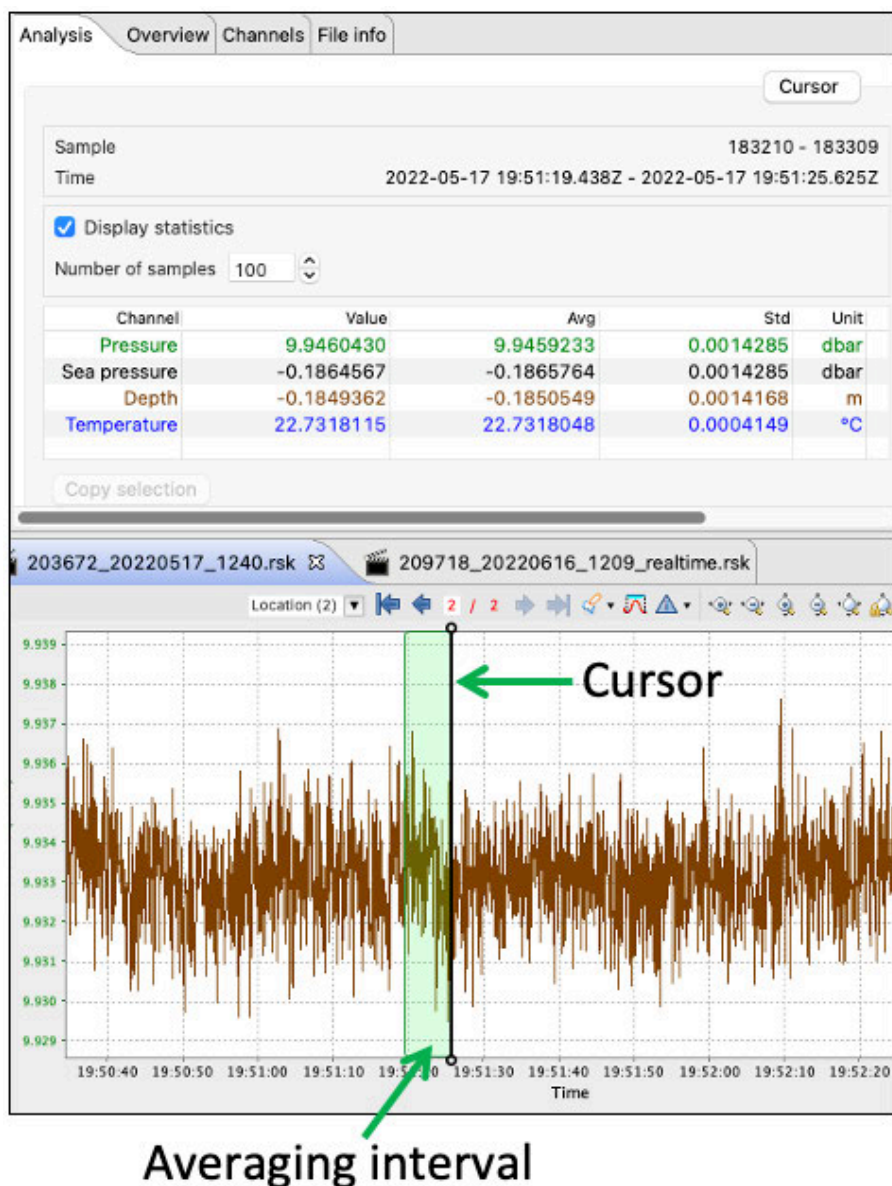 Analysis Overview Channels File info
Cursor
Sample 183210 - 183309
Time 2022-05-17 19:51:19.438Z - 2022-05-17 19:51:25.625Z
Display statistics
Number of samples 100
Channel Value Avg Std Unit
Pressure 9.9460430 9.9459233 0.0014285 dbar
Sea pressure -0.1864567 -0.1865764 0.0014285 dbar
Depth -0.1849362 -0.1850549 0.0014168 m
Temperature 22.7318115 22.7318048 0.0004149 °C
Copy selection
203672_20220517_1240.rsk 209718_20220616_1209_realtime.rsk
Location (2) 2 / 2
9.939
Cursor
9.938
9.937
9.936
9.935
9.934
9.933
9.932
9.931
9.930
9.929
19:50:40 19:50:50 19:51:00 19:51:10 19:51:30 19:51:40 19:51:50 19:52:00 19:52:10 19:52:20
Time
Averaging interval